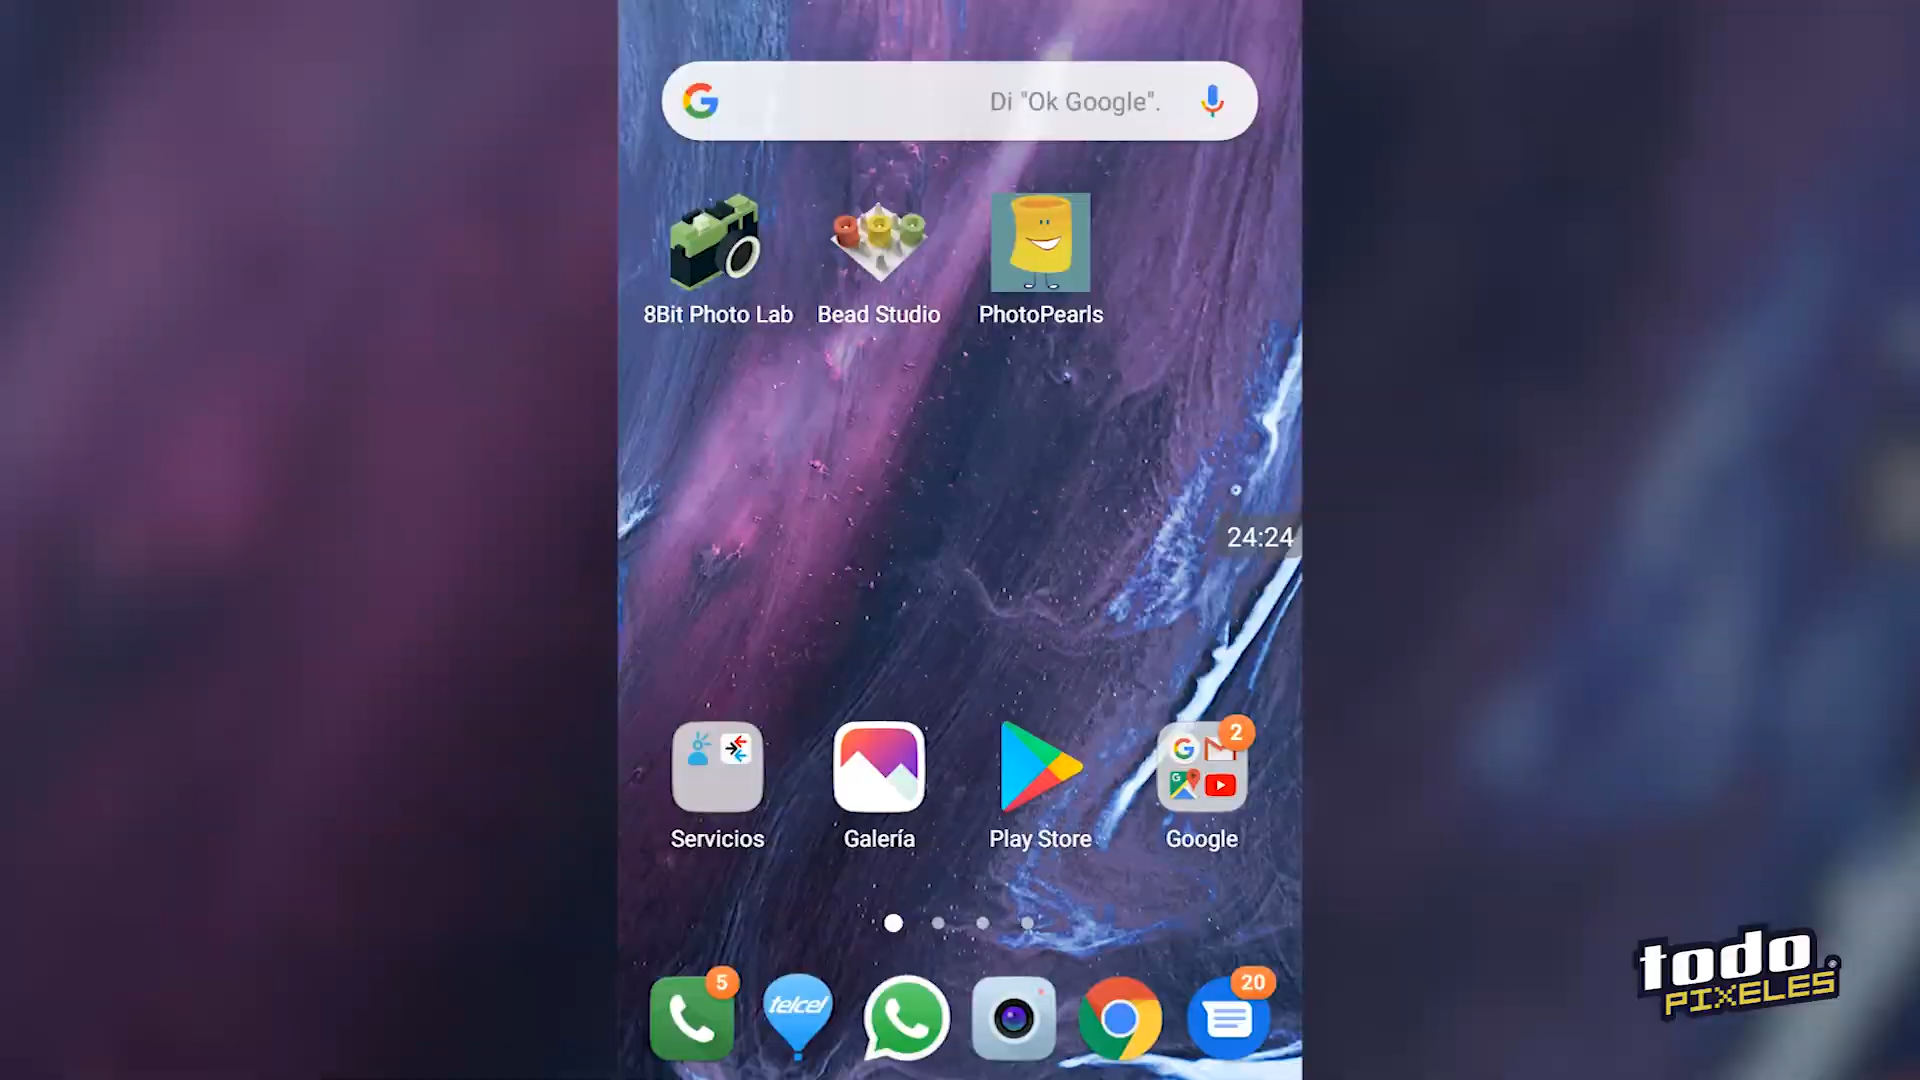 Di "Ok Google".
8Bit Photo Lab
Bead Studio
PhotoPearls
24:24
2
Servicios
Galería
Play Store
Google
5
telcel
20
todo
PIXELES